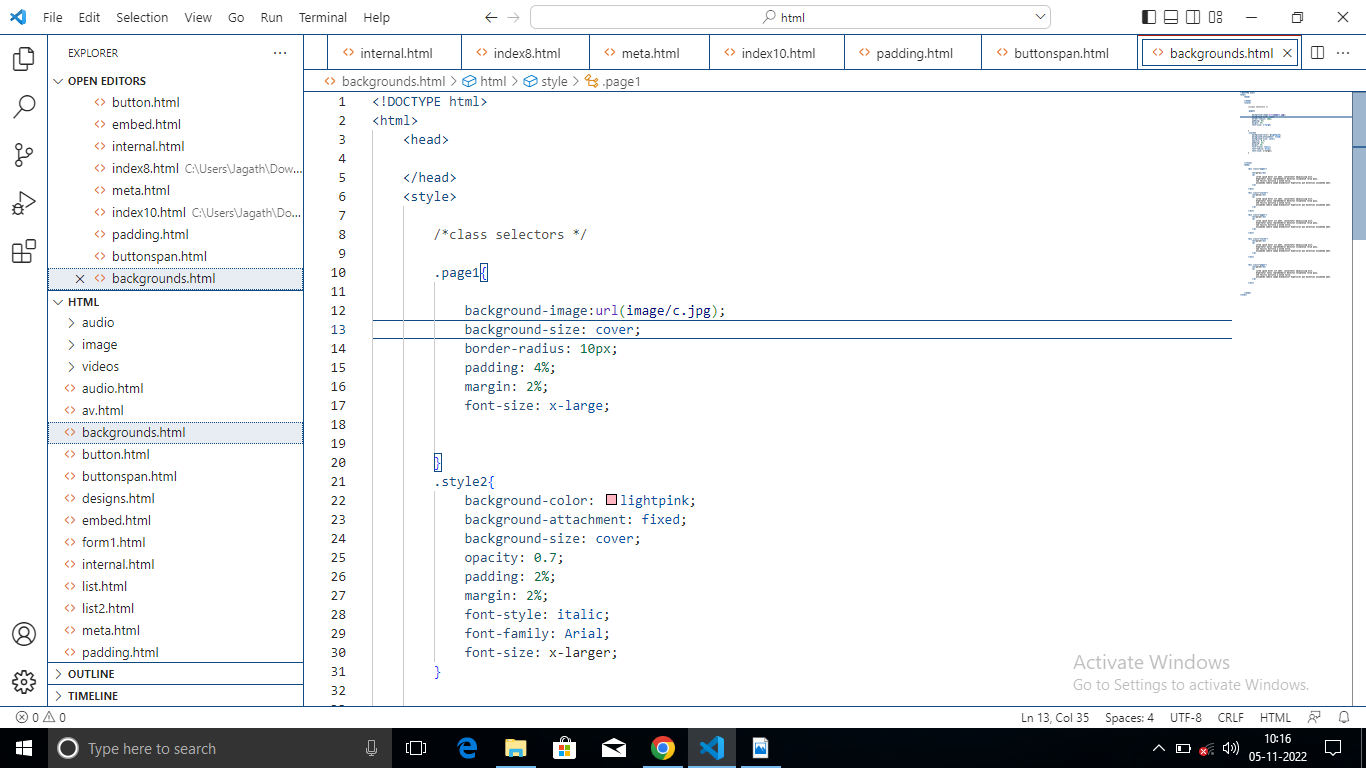 File Edit Selection View Go Run Terminal Help html
EXPLORER
OPEN EDITORS
button.html
embed.html
internal.html
index8.html C:\Users\Jagath\Dow...
meta.html
index10.html C:\Users\Jagath\Do...
padding.html
buttonspan.html
backgrounds.html
HTML
audio
image
videos
audio.html
av.html
backgrounds.html
button.html
buttonspan.html
designs.html
embed.html
form1.html
internal.html
list.html
list2.html
meta.html
padding.html
OUTLINE
TIMELINE
internal.html index8.html meta.html index10.html padding.html buttonspan.html backgrounds.html
backgrounds.html > html > style > .page1
1 <!DOCTYPE html>
2 <html>
3 <head>
4
5 </head>
6 <style>
7
8 /*class selectors */
9
10 .page1{
11
12 background-image:url(image/c.jpg);
13 background-size: cover;
14 border-radius: 10px;
15 padding: 4%;
16 margin: 2%;
17 font-size: x-large;
18
19
20 }
21 .style2{
22 background-color: lightpink;
23 background-attachment: fixed;
24 background-size: cover;
25 opacity: 0.7;
26 padding: 2%;
27 margin: 2%;
28 font-style: italic;
29 font-family: Arial;
30 font-size: x-larger;
31 }
32
Activate Windows
Go to Settings to activate Windows.
0 0 Ln 13, Col 35 Spaces: 4 UTF-8 CRLF HTML
Type here to search
10:16
05-11-2022